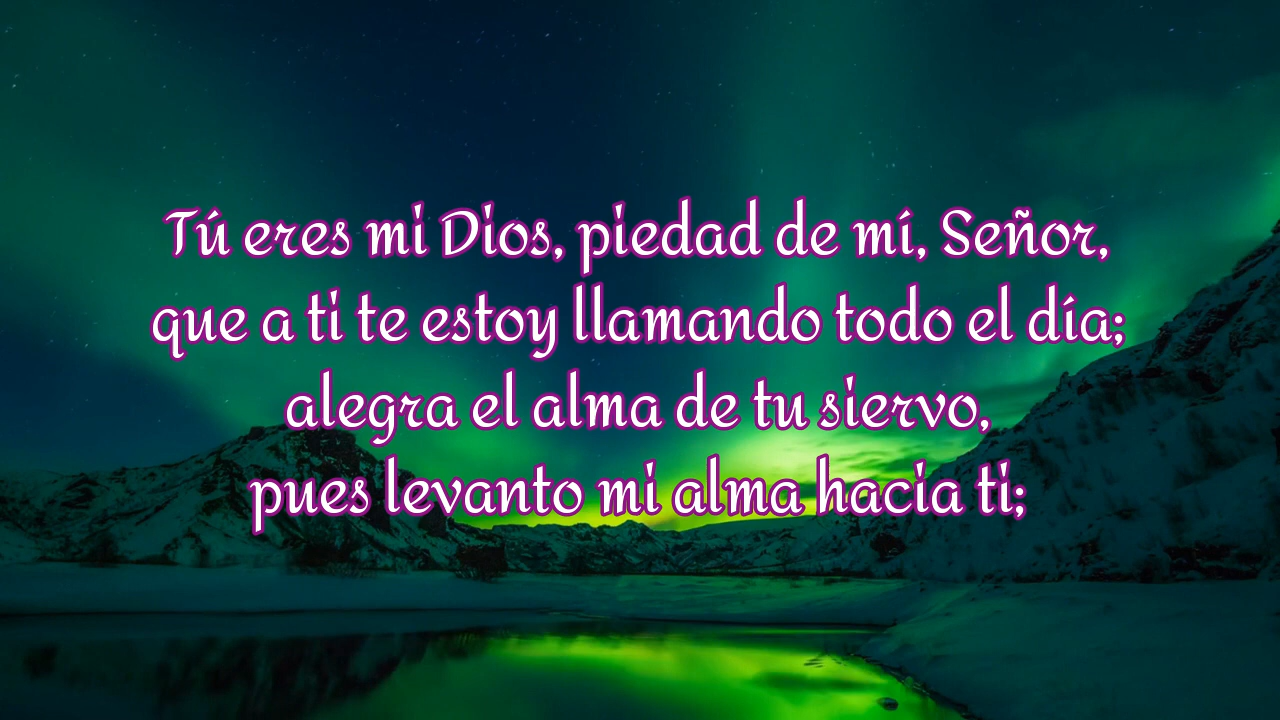 Tú eres mi Dios, piedad de mí, Señor,
que a ti te estoy llamando todo el día;
alegra el alma de tu siervo,
pues levanto mi alma hacia ti;